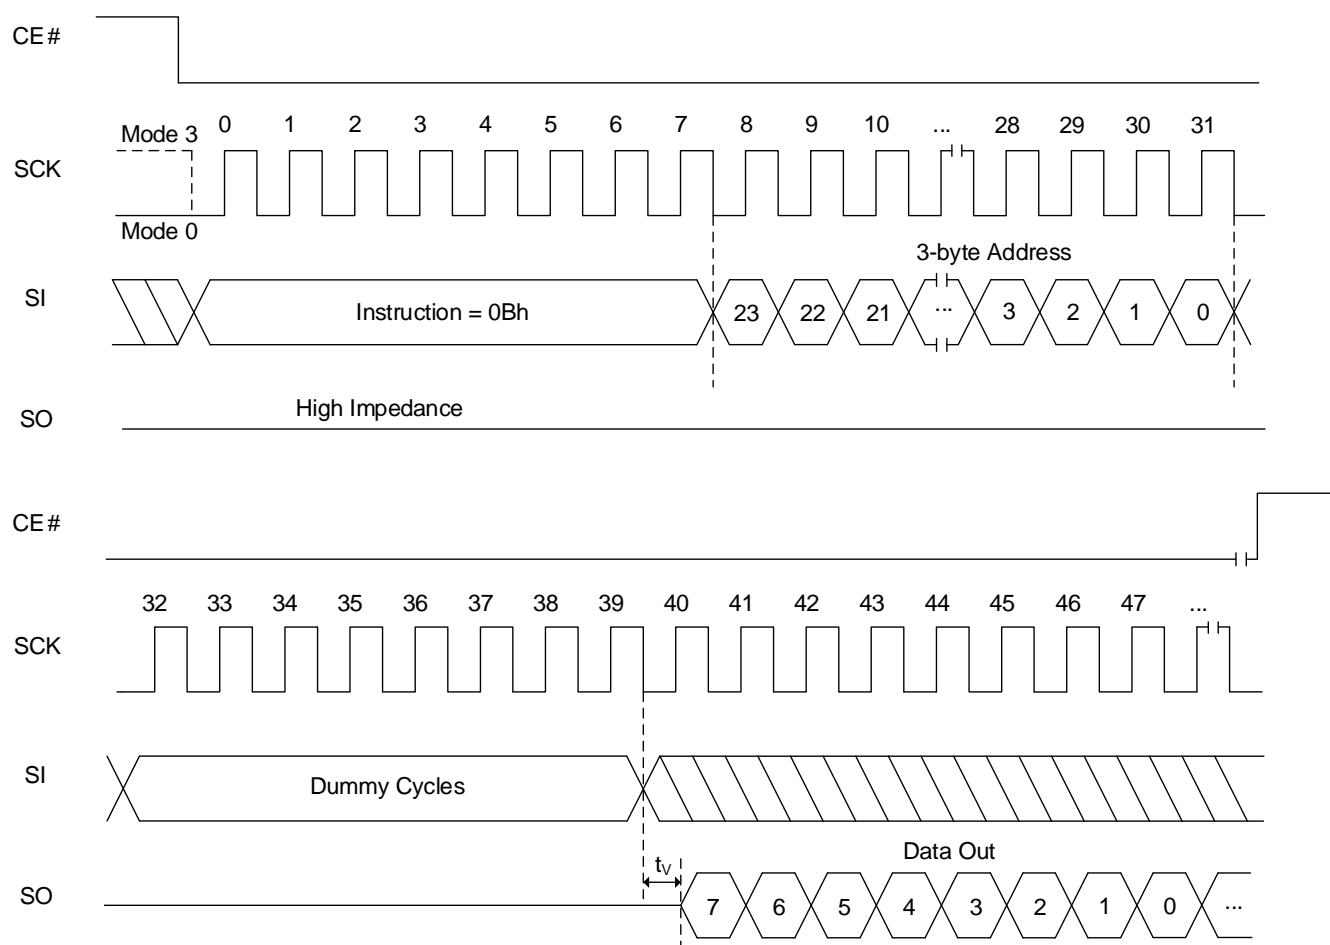 CE#
Mode 3 0 1 2 3 4 5 6 7 8 9 10 ... 28 29 30 31
SCK
Mode 0
3-byte Address
SI Instruction = 0Bh 23 22 21 ... 3 2 1 0
High Impedance
SO
CE#
32 33 34 35 36 37 38 39 40 41 42 43 44 45 46 47 ...
SCK
SI Dummy Cycles
Data Out
tV
SO 7 6 5 4 3 2 1 0 ...